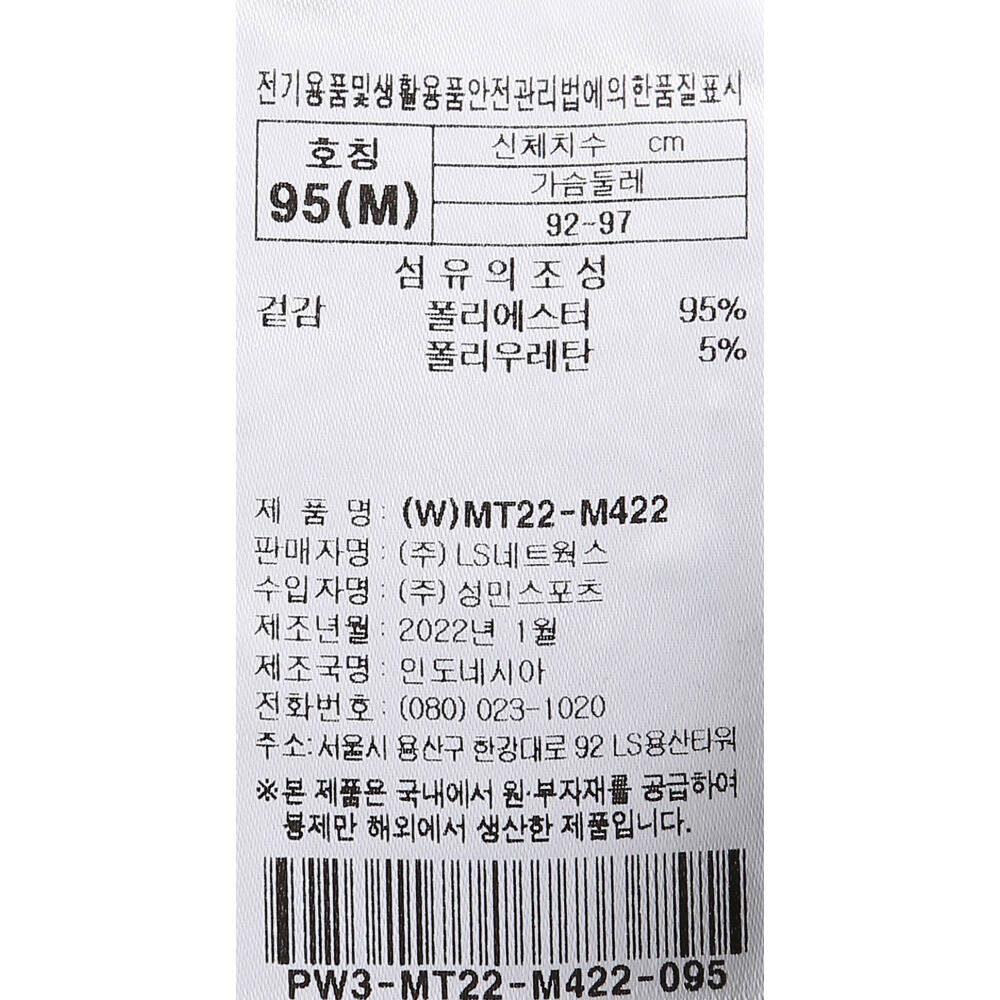 전기용품및생활용품안전관리법에의한품질표시
호칭
95(M)
신체치수 cm
가슴둘레
92-97
섬유의조성
겉감 폴리에스터 95%
폴리우레탄 5%
제 품 명: (W)MT22-M422
판매자명: (주) LS네트웍스
수입자명: (주) 성민스포츠
제조년월: 2022년 1월
제조국명: 인도네시아
전화번호: (080) 023-1020
주소: 서울시 용산구 한강대로 92 LS용산타워
※본 제품은 국내에서 원·부자재를 공급하여
봉제만 해외에서 생산한 제품입니다.
PW3-MT22-M422-095